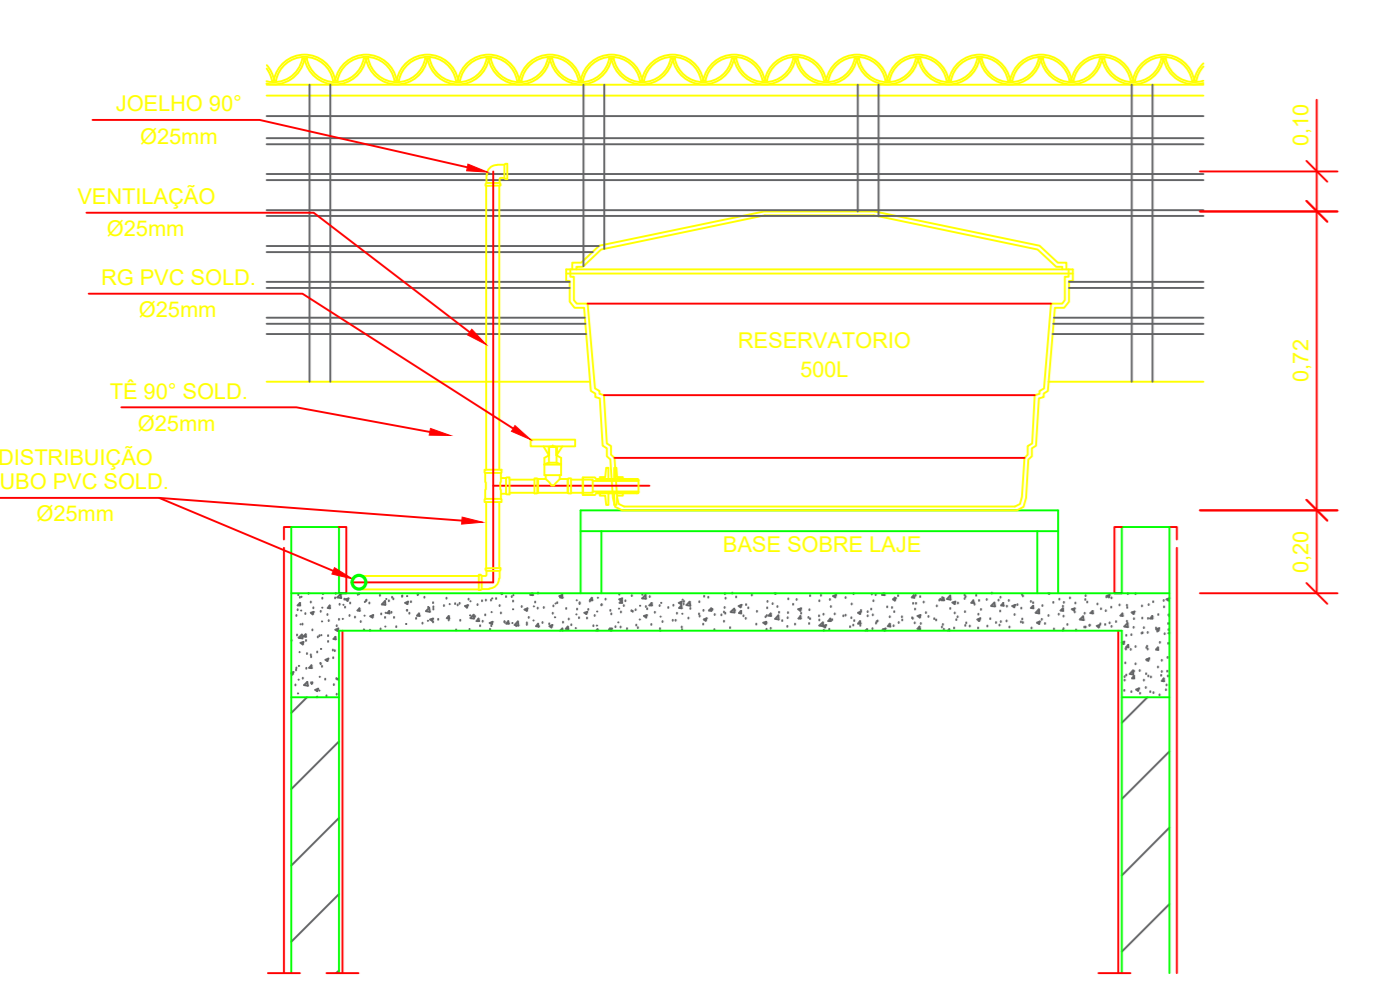 JOELHO 90°
Ø25mm
VENTILAÇÃO
Ø25mm
RG PVC SOLD.
Ø25mm
TÊ 90° SOLD.
Ø25mm
DISTRIBUIÇÃO
UBO PVC SOLD.
Ø25mm
RESERVATORIO
500L
BASE SOBRE LAJE
0,10
0,72
0,20